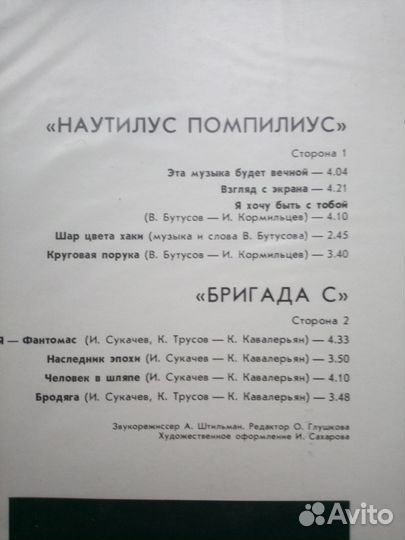 «НАУТИЛУС ПОМПИЛИУС»
Сторона 1
Эта музыка будет вечной — 4.04
Взгляд с экрана — 4.21
Я хочу быть с тобой
(В. Бутусов — И. Кормильцев) — 4.10
Шар цвета хаки (музыка и слова В. Бутусова) — 2.45
Круговая порука (В. Бутусов — И. Кормильцев) — 3.40
«БРИГАДА С»
Сторона 2
Я — Фантомас (И. Сукачев, К. Трусов — К. Кавалерьян) — 4.33
Наследник эпохи (И. Сукачев — К. Кавалерьян) — 3.50
Человек в шляпе (И. Сукачев — К. Кавалерьян) — 4.10
Бродяга (И. Сукачев, К. Трусов — К. Кавалерьян) — 3.48
Звукорежиссер А. Штильман. Редактор О. Глушкова
Художественное оформление И. Сахарова
Avito